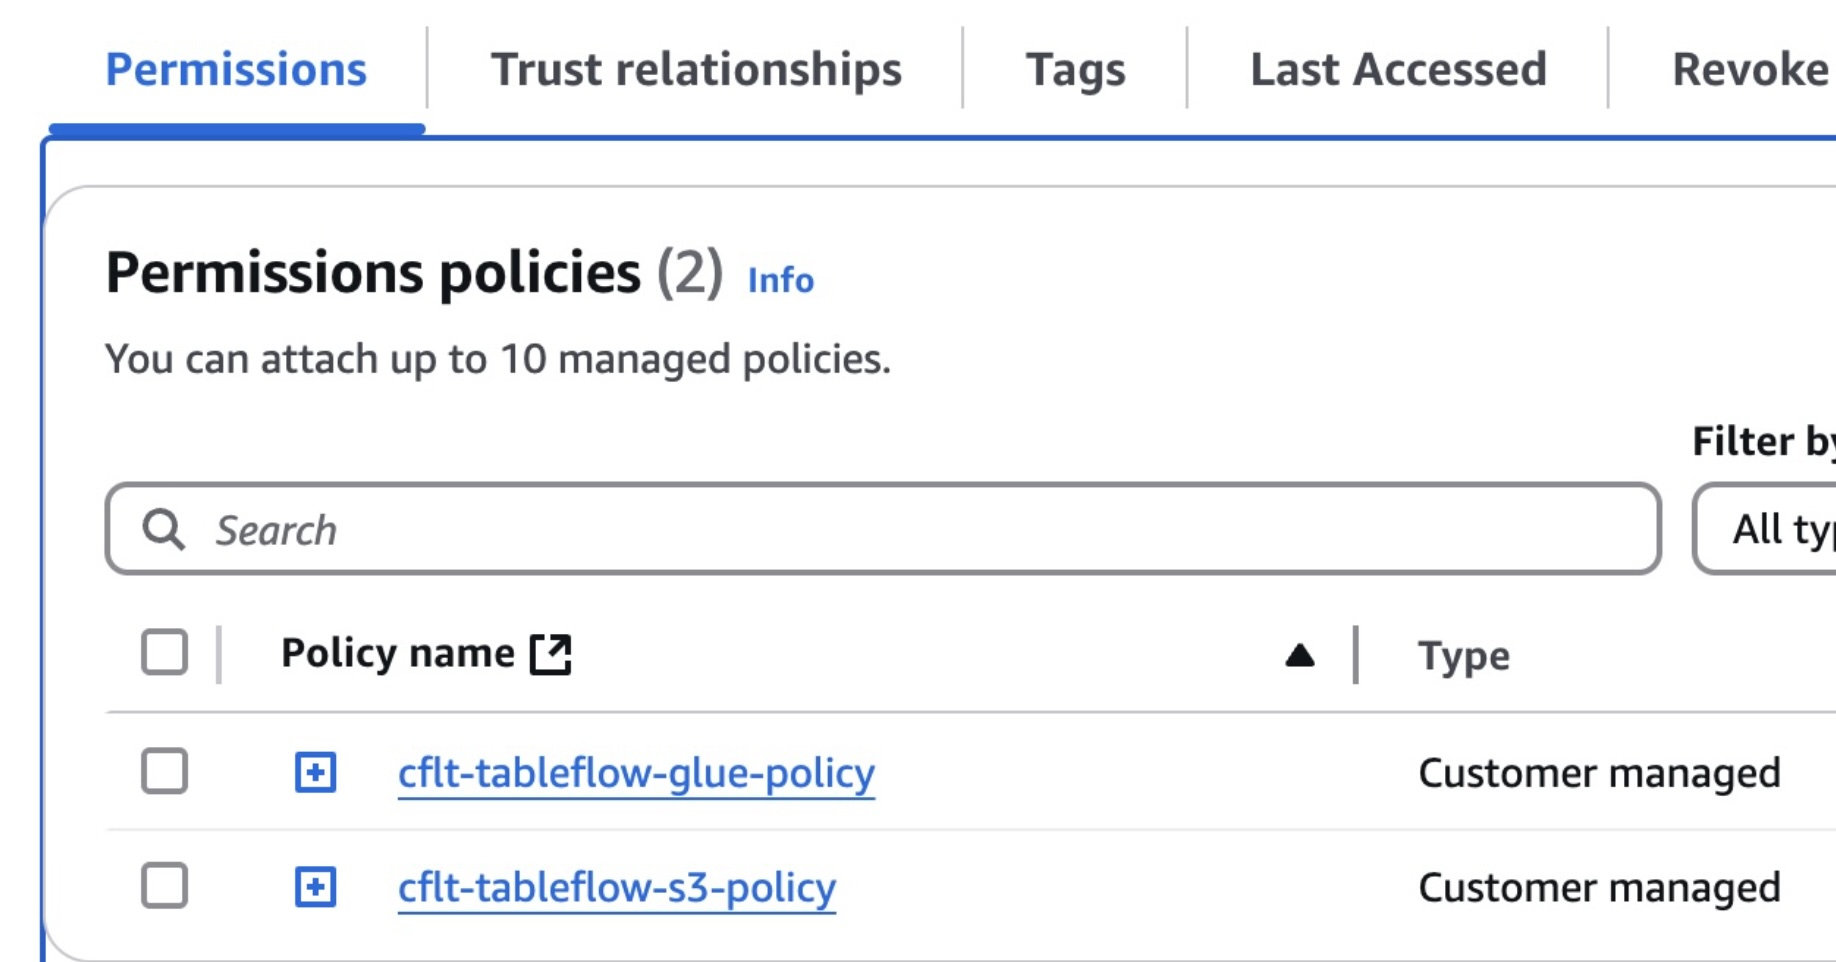 Permissions Trust relationships Tags Last Accessed Revoke
Permissions policies (2) Info
You can attach up to 10 managed policies.
Filter by
Search All typ
Policy name Type
cflt-tableflow-glue-policy Customer managed
cflt-tableflow-s3-policy Customer managed